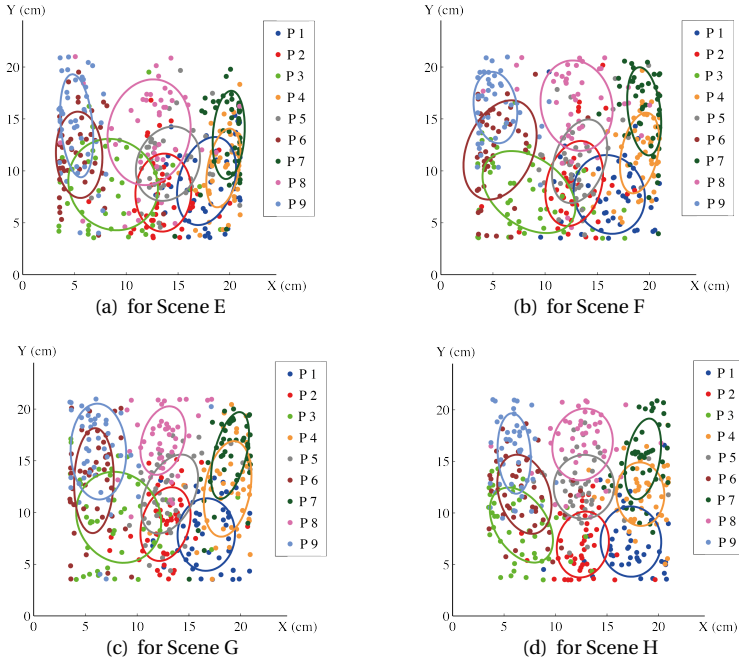 Y (cm)
20
15
10
5
0
0 5 10 15 20 X (cm)
P 1
P 2
P 3
P 4
P 5
P 6
P 7
P 8
P 9
(a) for Scene E
Y (cm)
20
15
10
5
0
0 5 10 15 20 X (cm)
P 1
P 2
P 3
P 4
P 5
P 6
P 7
P 8
P 9
(b) for Scene F
Y (cm)
20
15
10
5
0
0 5 10 15 20 X (cm)
P 1
P 2
P 3
P 4
P 5
P 6
P 7
P 8
P 9
(c) for Scene G
Y (cm)
20
15
10
5
0
0 5 10 15 20 X (cm)
P 1
P 2
P 3
P 4
P 5
P 6
P 7
P 8
P 9
(d) for Scene H